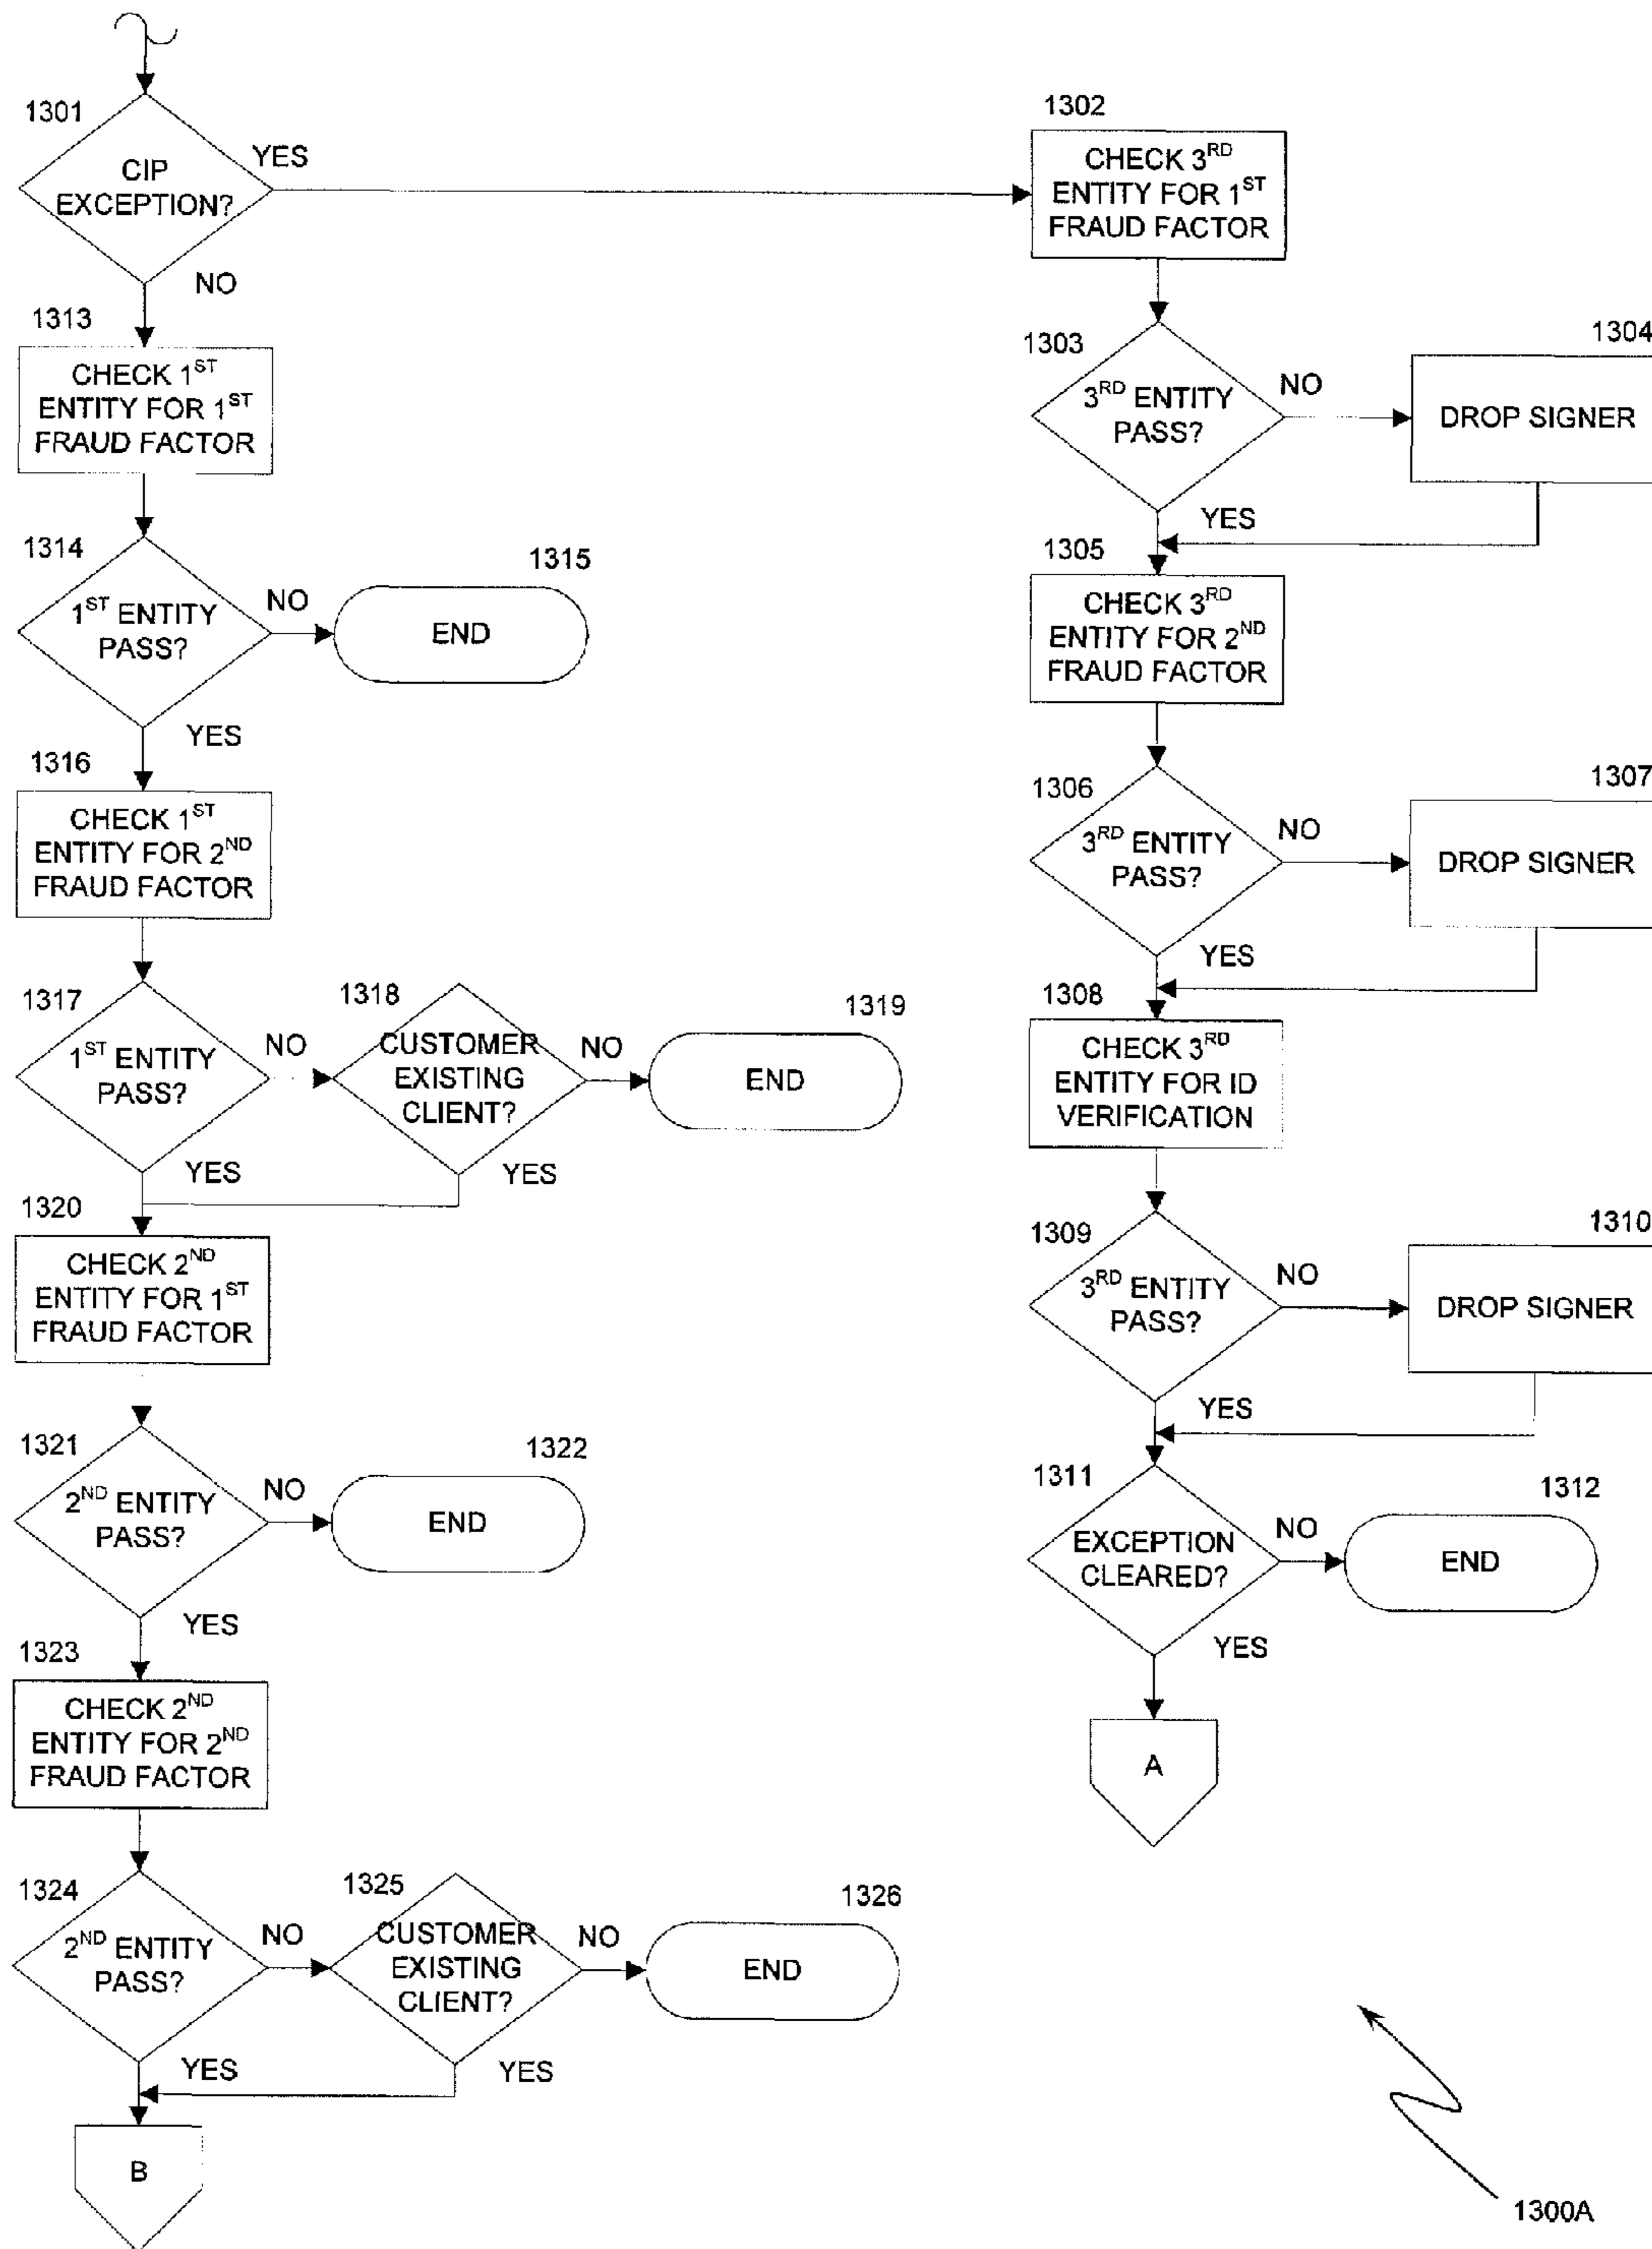 1301
CIP
EXCEPTION?
YES
NO
1302
CHECK 3RD
ENTITY FOR 1ST
FRAUD FACTOR
1303
3RD ENTITY
PASS?
NO
YES
1304
DROP SIGNER
1305
CHECK 3RD
ENTITY FOR 2ND
FRAUD FACTOR
1306
3RD ENTITY
PASS?
NO
YES
1307
DROP SIGNER
1308
CHECK 3RD
ENTITY FOR ID
VERIFICATION
1309
3RD ENTITY
PASS?
NO
YES
1310
DROP SIGNER
1311
EXCEPTION
CLEARED?
NO
YES
1312
END
A
1313
CHECK 1ST
ENTITY FOR 1ST
FRAUD FACTOR
1314
1ST ENTITY
PASS?
NO
YES
1315
END
1316
CHECK 1ST
ENTITY FOR 2ND
FRAUD FACTOR
1317
1ST ENTITY
PASS?
NO
YES
1318
CUSTOMER
EXISTING
CLIENT?
NO
YES
1319
END
1320
CHECK 2ND
ENTITY FOR 1ST
FRAUD FACTOR
1321
2ND ENTITY
PASS?
NO
YES
1322
END
1323
CHECK 2ND
ENTITY FOR 2ND
FRAUD FACTOR
1324
2ND ENTITY
PASS?
NO
YES
1325
CUSTOMER
EXISTING
CLIENT?
NO
YES
1326
END
B
1300A